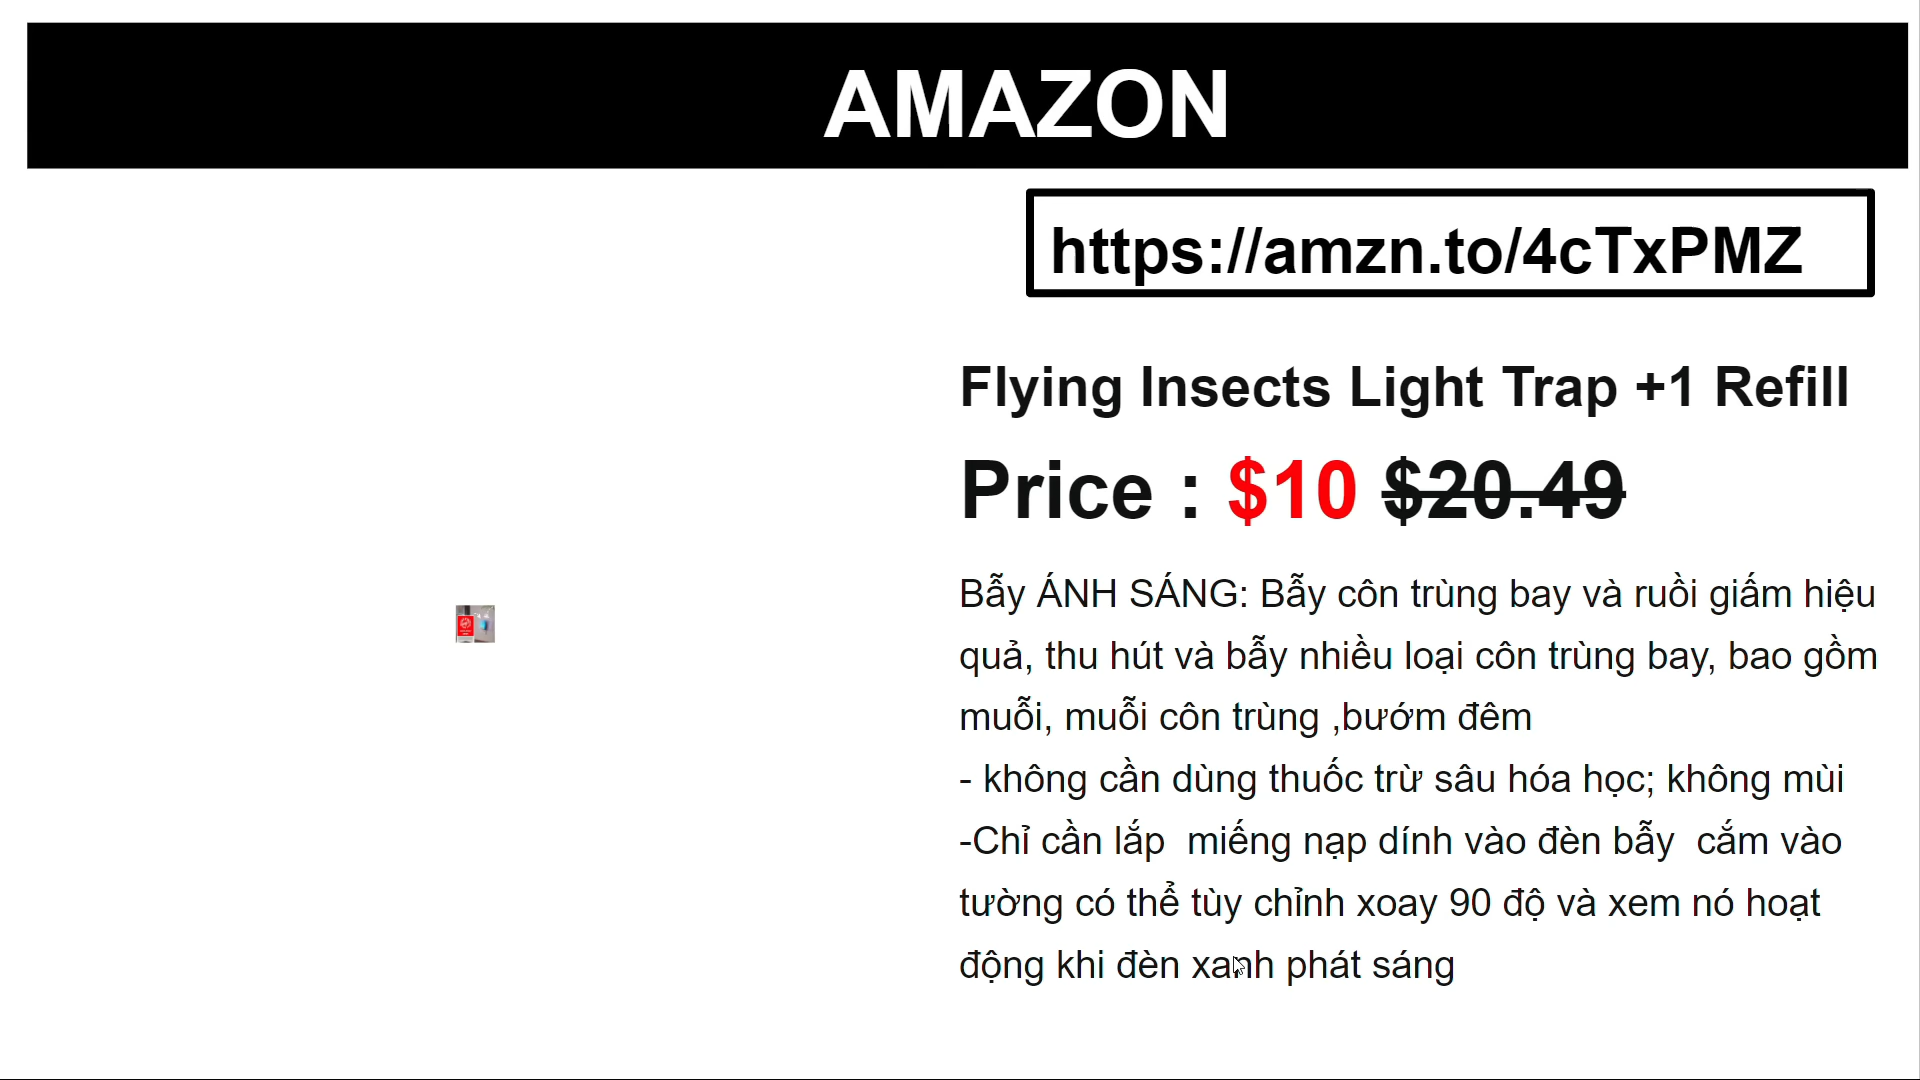 AMAZON
https://amzn.to/4cTxPMZ
Flying Insects Light Trap +1 Refill
Price : $10 $20.49
Bẫy ÁNH SÁNG: Bẫy côn trùng bay và ruồi giấm hiệu
quả, thu hút và bẫy nhiều loại côn trùng bay, bao gồm
muỗi, muỗi côn trùng ,bướm đêm
- không cần dùng thuốc trừ sâu hóa học; không mùi
-Chỉ cần lắp  miếng nạp dính vào đèn bẫy  cắm vào
tường có thể tùy chỉnh xoay 90 độ và xem nó hoạt
động khi đèn xanh phát sáng